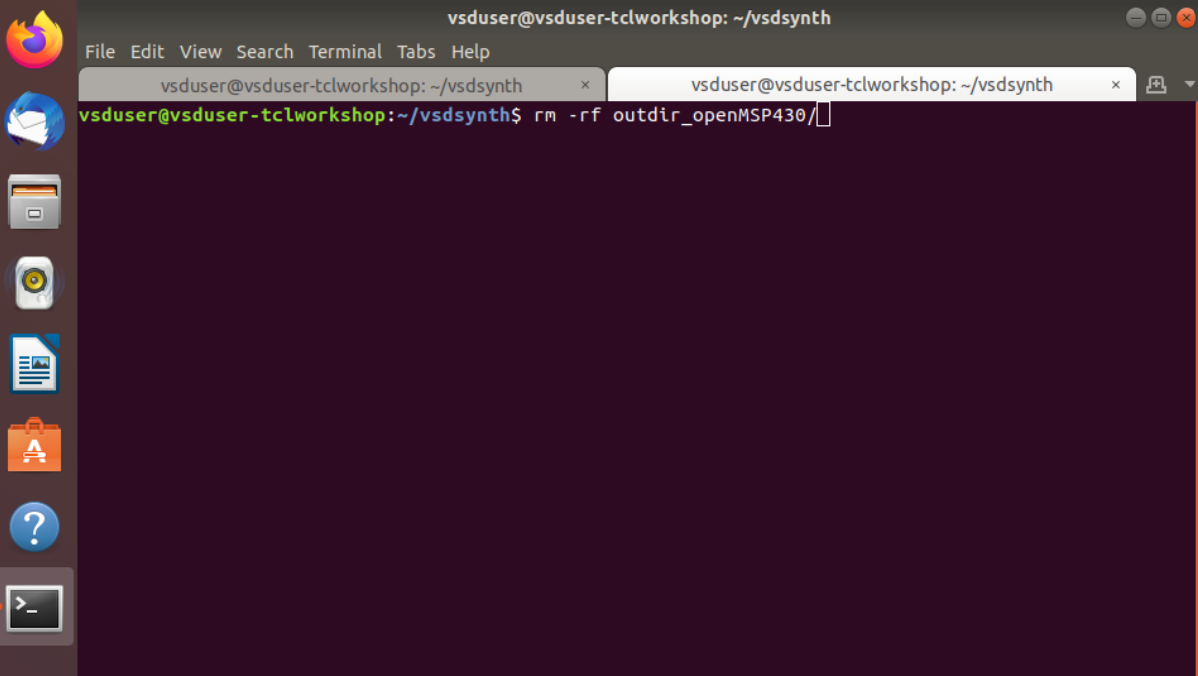 vsduser@vsduser-tclworkshop: ~/vsdsynth
File Edit View Search Terminal Tabs Help
vsduser@vsduser-tclworkshop: ~/vsdsynth × vsduser@vsduser-tclworkshop: ~/vsdsynth ×
vsduser@vsduser-tclworkshop:~/vsdsynth$ rm -rf outdir_openMSP430/